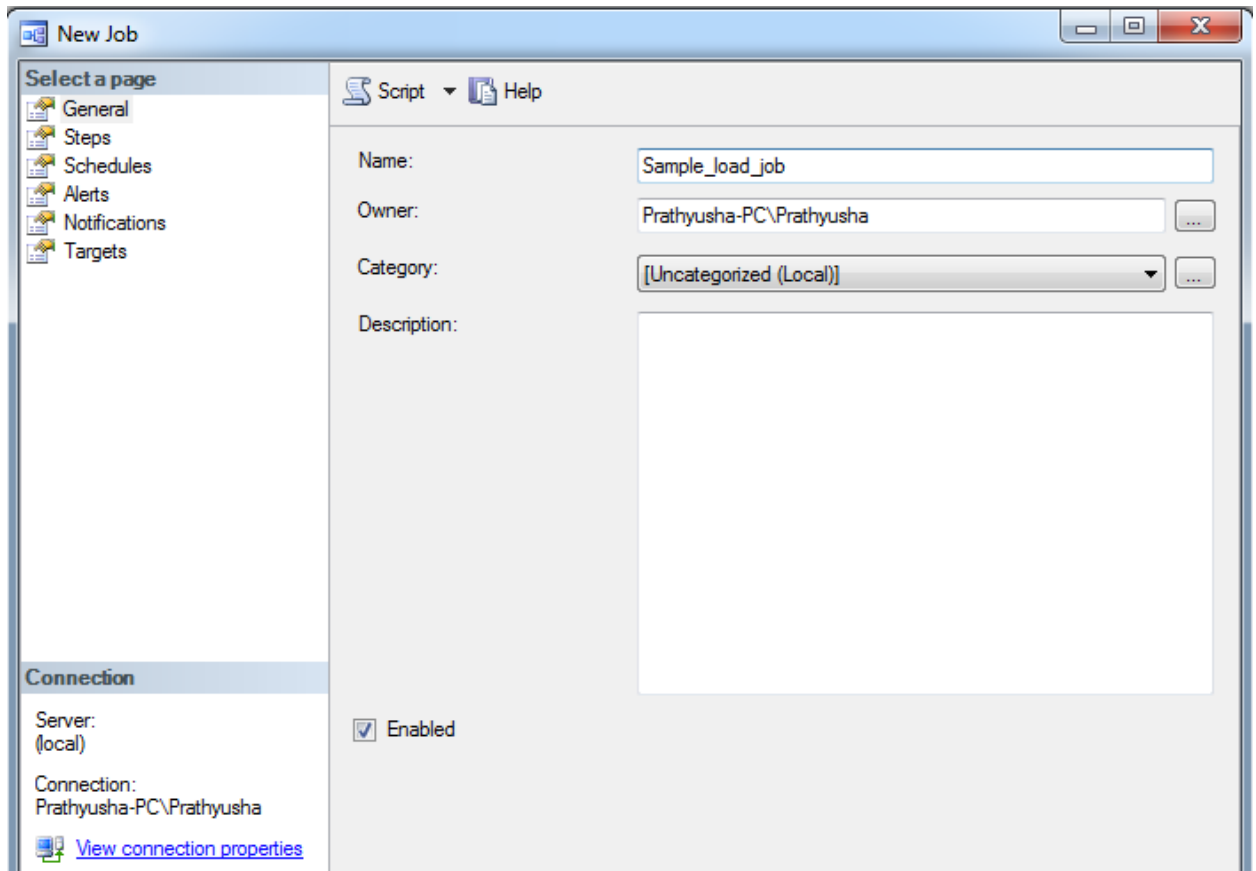 New Job
Select a page
General
Steps
Schedules
Alerts
Notifications
Targets
Script
Help
Name:
Sample_load_job
Owner:
Prathyusha-PC\Prathyusha
...
Category:
[Uncategorized (Local)]
...
Description:
Enabled
Connection
Server:
(local)
Connection:
Prathyusha-PC\Prathyusha
View connection properties